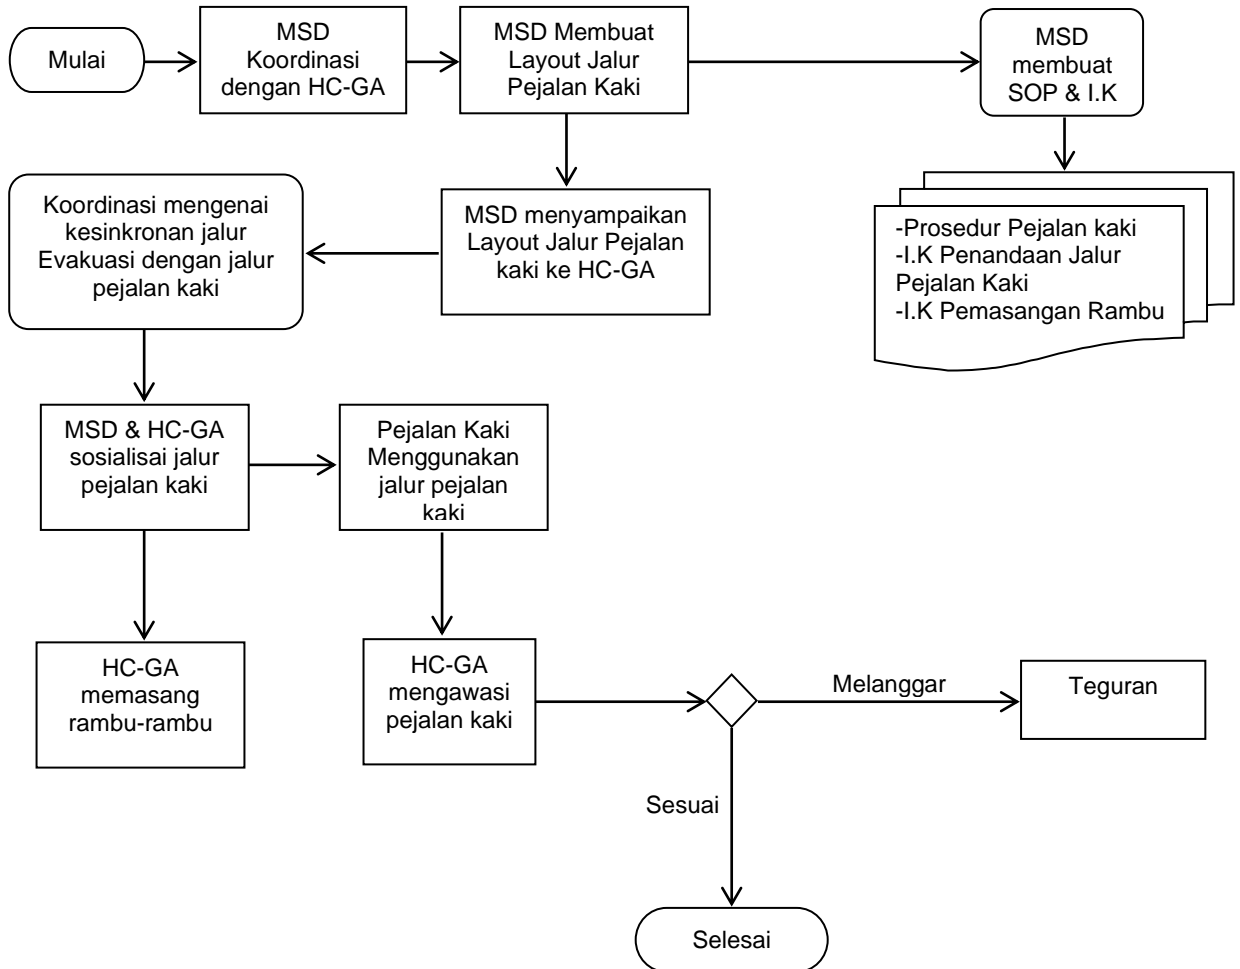 Mulai
MSD
Koordinasi
dengan HC-GA
MSD Membuat
Layout Jalur
Pejalan Kaki
MSD
membuat
SOP & I.K
Koordinasi mengenai
kesinkronan jalur
Evakuasi dengan jalur
pejalan kaki
MSD menyampaikan
Layout Jalur Pejalan
kaki ke HC-GA
-Prosedur Pejalan kaki
-I.K Penandaan Jalur
Pejalan Kaki
-I.K Pemasangan Rambu
MSD & HC-GA
sosialisai jalur
pejalan kaki
Pejalan Kaki
Menggunakan
jalur pejalan
kaki
HC-GA
memasang
rambu-rambu
HC-GA
mengawasi
pejalan kaki
Melanggar
Teguran
Sesuai
Selesai